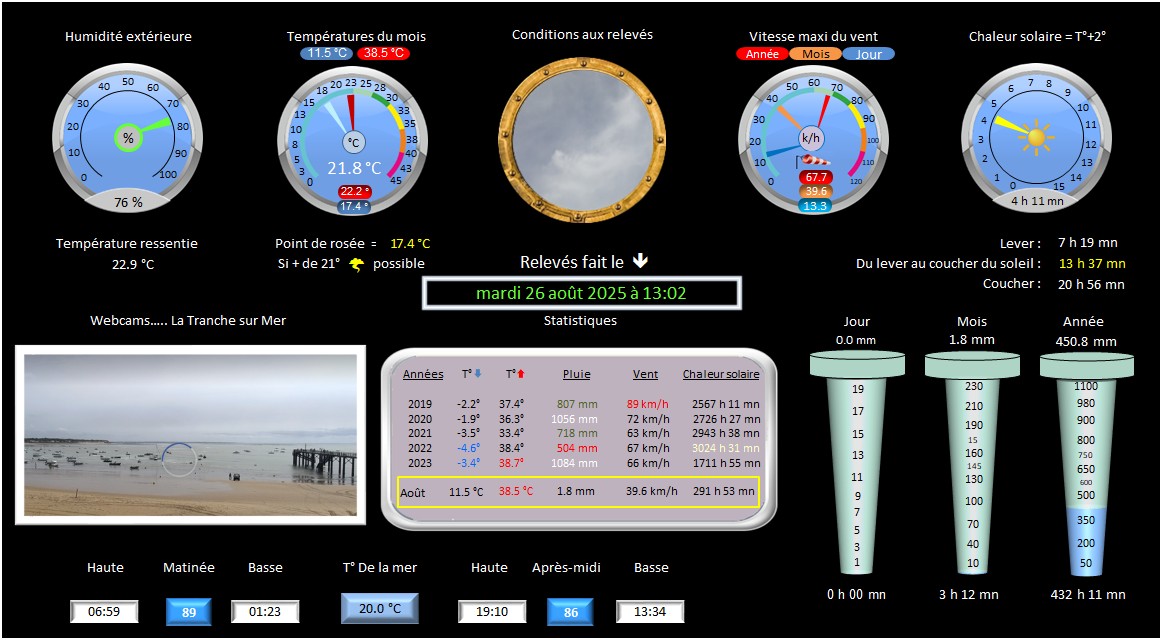 Humidité extérieure
Températures du mois
11.5 °C 38.5 °C
Conditions aux relevés
Vitesse maxi du vent
Année Mois Jour
Chaleur solaire = T°+2°
0 10 20 30 40 50 60 70 80 90 100
%
76 %
0 3 5 8 10 13 15 18 20 23 25 28 30 33 35 38 40 43 45
°C
21.8 °C
22.2 °
17.4 °
0 10 20 30 40 50 60 70 80 90 100 110 120
k/h
67.7
39.6
13.3
0 1 2 3 4 5 6 7 8 9 10 11 12 13 14 15
4 h 11 mn
Température ressentie
22.9 °C
Point de rosée = 17.4 °C
Si + de 21° possible
Relevés fait le
mardi 26 août 2025 à 13:02
Lever : 7 h 19 mn
Du lever au coucher du soleil : 13 h 37 mn
Coucher : 20 h 56 mn
Webcams..... La Tranche sur Mer
Statistiques
Années T° T° Pluie Vent Chaleur solaire
2019 -2.2° 37.4° 807 mm 89 km/h 2567 h 11 mn
2020 -1.9° 36.3° 1056 mm 72 km/h 2726 h 27 mn
2021 -3.5° 33.4° 718 mm 63 km/h 2943 h 38 mn
2022 -4.6° 38.4° 504 mm 67 km/h 3024 h 31 mn
2023 -3.4° 38.7° 1084 mm 66 km/h 1711 h 55 mn
Août 11.5 °C 38.5 °C 1.8 mm 39.6 km/h 291 h 53 mn
Jour
0.0 mm
19
17
15
13
11
9
7
5
3
1
0 h 00 mn
Mois
1.8 mm
230
210
190
15
160
145
130
100
70
40
10
3 h 12 mn
Année
450.8 mm
1100
980
900
800
750
650
600
500
350
200
50
432 h 11 mn
Haute Matinée Basse
06:59 89 01:23
T° De la mer
20.0 °C
Haute Après-midi Basse
19:10 86 13:34